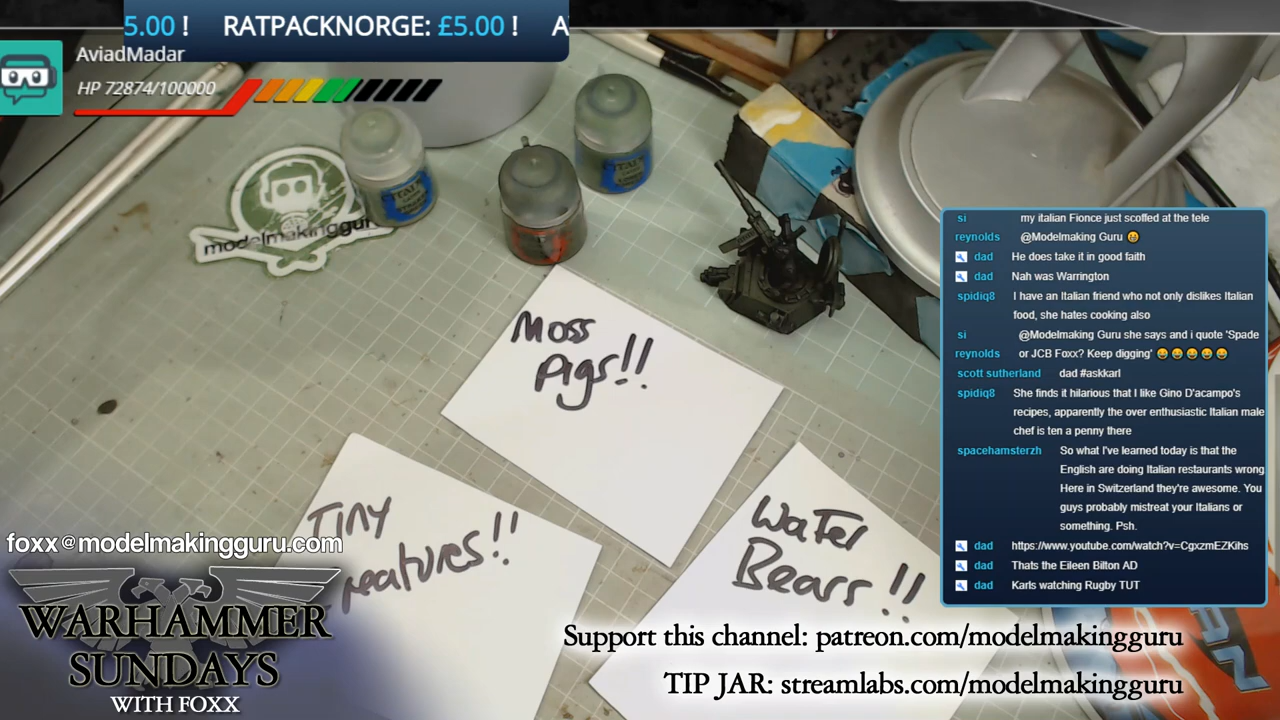 5.00 !   RATPACKNORGE: £5.00 !   A
AviadMadar
HP 72874/100000
modelmakingguru
Moss
Pigs!!
Tiny
reatures!!
Water
Bears!!
foxx@modelmakingguru.com
WARHAMMER
SUNDAYS
WITH FOXX
si my italian Fionce just scoffed at the tele
reynolds @Modelmaking Guru 😆
dad He does take it in good faith
dad Nah was Warrington
spidiq8 I have an Italian friend who not only dislikes Italian
food, she hates cooking also
si @Modelmaking Guru she says and i quote 'Spade
reynolds or JCB Foxx? Keep digging' 😆😆😆😆😆
scott sutherland dad #askkarl
spidiq8 She finds it hilarious that I like Gino D'acampo's
recipes, apparently the over enthusiastic Italian male
chef is ten a penny there
spacehamsterzh So what I've learned today is that the
English are doing Italian restaurants wrong
Here in Switzerland they're awesome. You
guys probably mistreat your Italians or
something. Psh.
dad https://www.youtube.com/watch?v=CgxzmEZKihs
dad Thats the Eileen Bilton AD
dad Karls watching Rugby TUT
Support this channel: patreon.com/modelmakingguru
TIP JAR: streamlabs.com/modelmakingguru